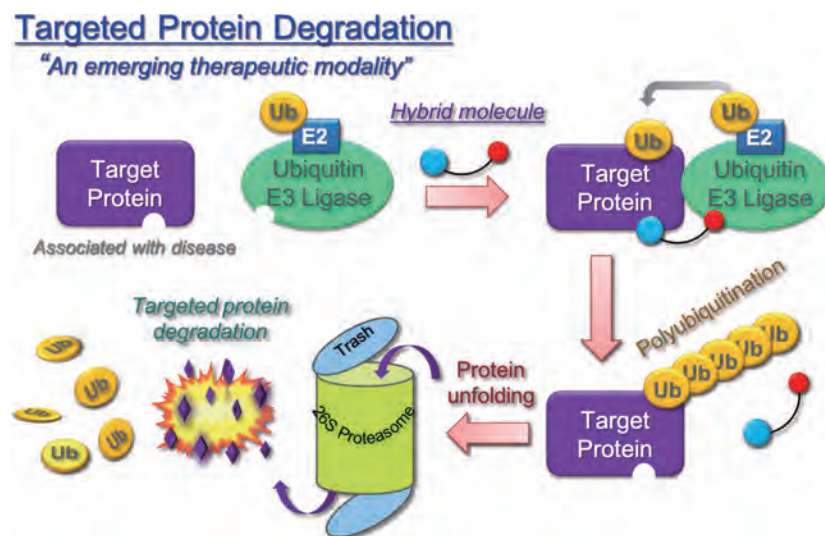 Targeted Protein Degradation
"An emerging therapeutic modality"
Ub
E2
Target
Protein
Ubiquitin
E3 Ligase
Associated with disease
Hybrid molecule
Ub
Ub
E2
Target
Protein
Ubiquitin
E3 Ligase
Polyubiquitination
Ub
Ub
Ub
Ub
Ub
Target
Protein
Protein
unfolding
Trash
26S Proteasome
Targeted protein
degradation
Ub
Ub
Ub
Ub
Ub